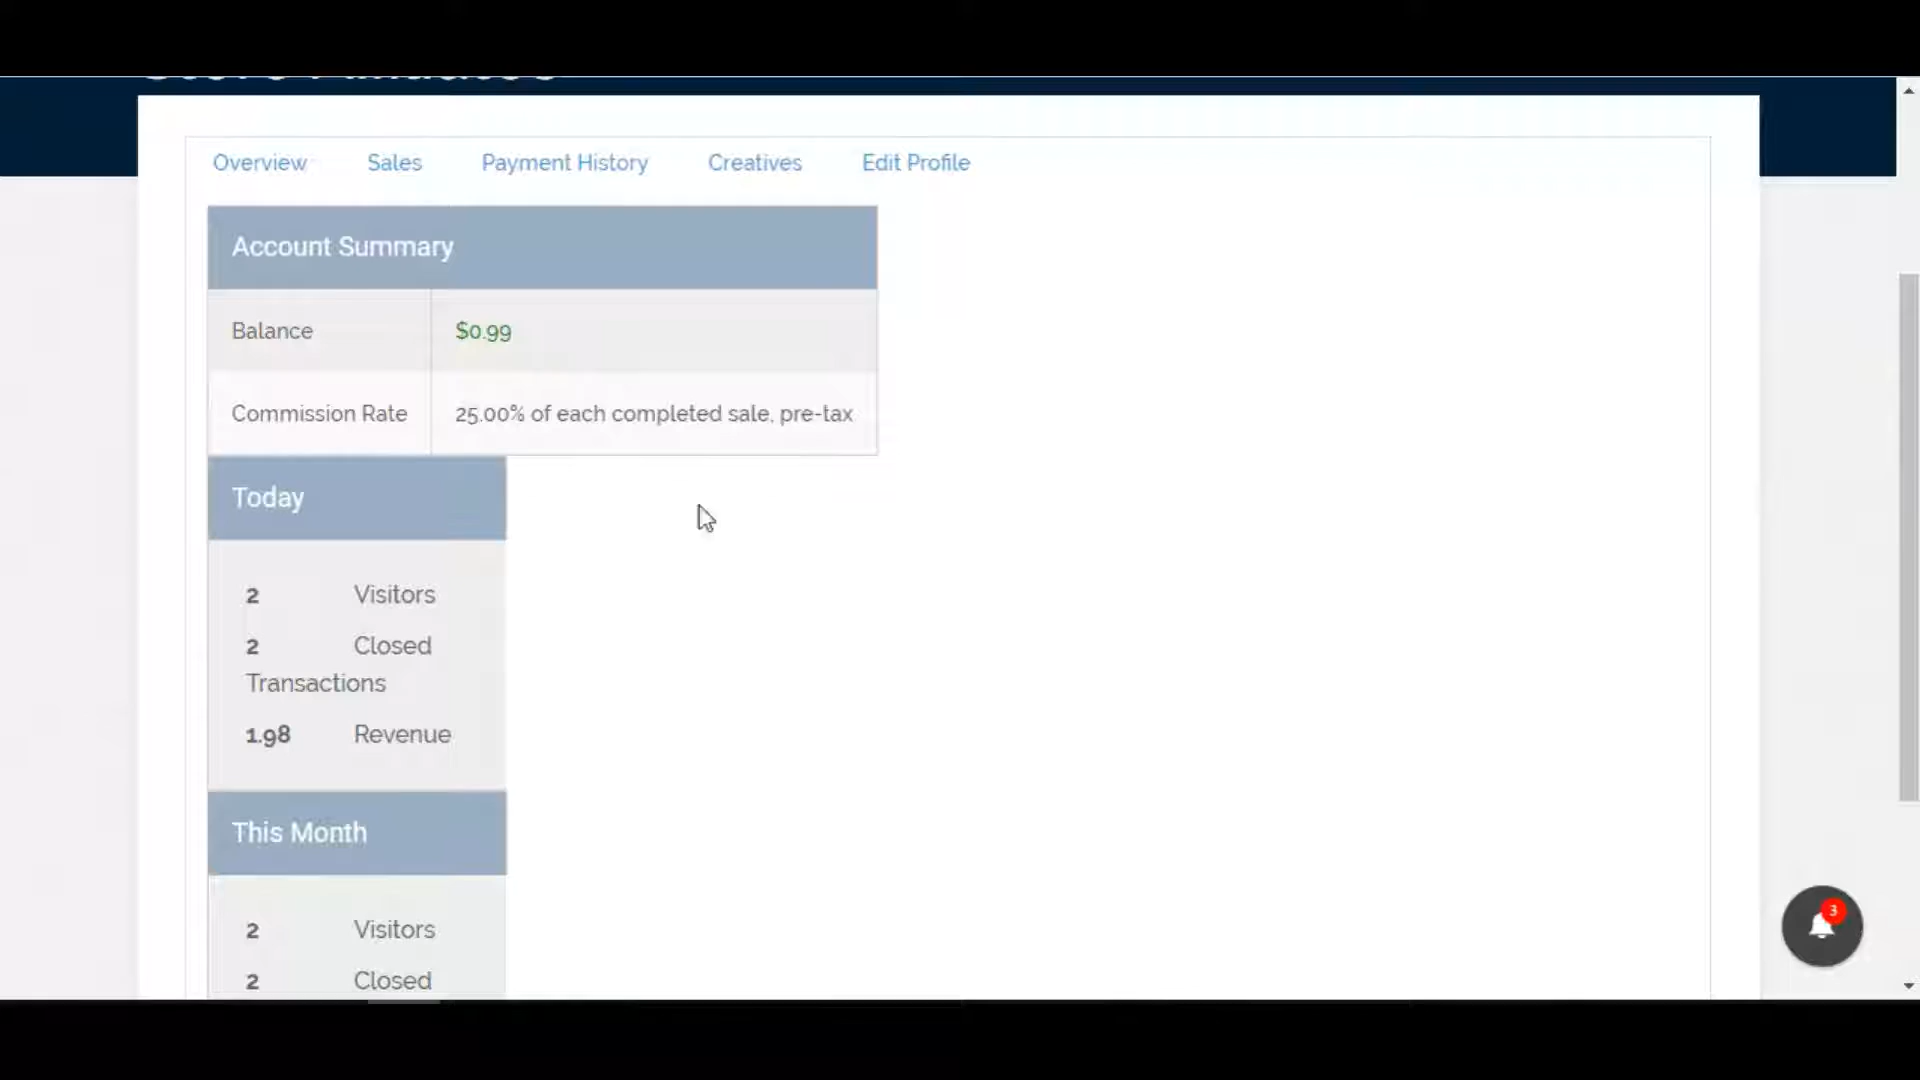 Overview Sales Payment History Creatives Edit Profile
Account Summary
Balance $0.99
Commission Rate 25.00% of each completed sale, pre-tax
Today
2 Visitors
2 Closed
Transactions
1.98 Revenue
This Month
2 Visitors
3
2 Closed